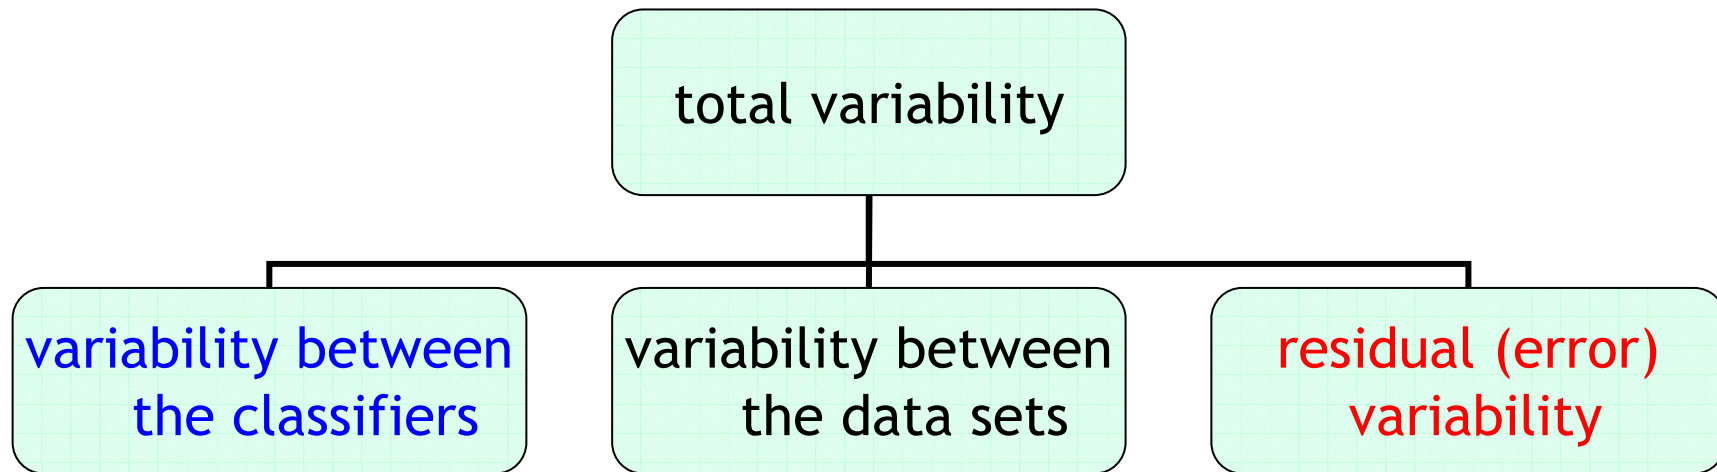 total variability
variability between
the classifiers
variability between
the data sets
residual (error)
variability